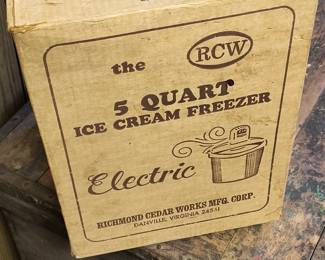 the RCW
5 QUART
ICE CREAM FREEZER
Electric
RICHMOND CEDAR WORKS MFG. CORP.
DANVILLE, VIRGINIA 24541